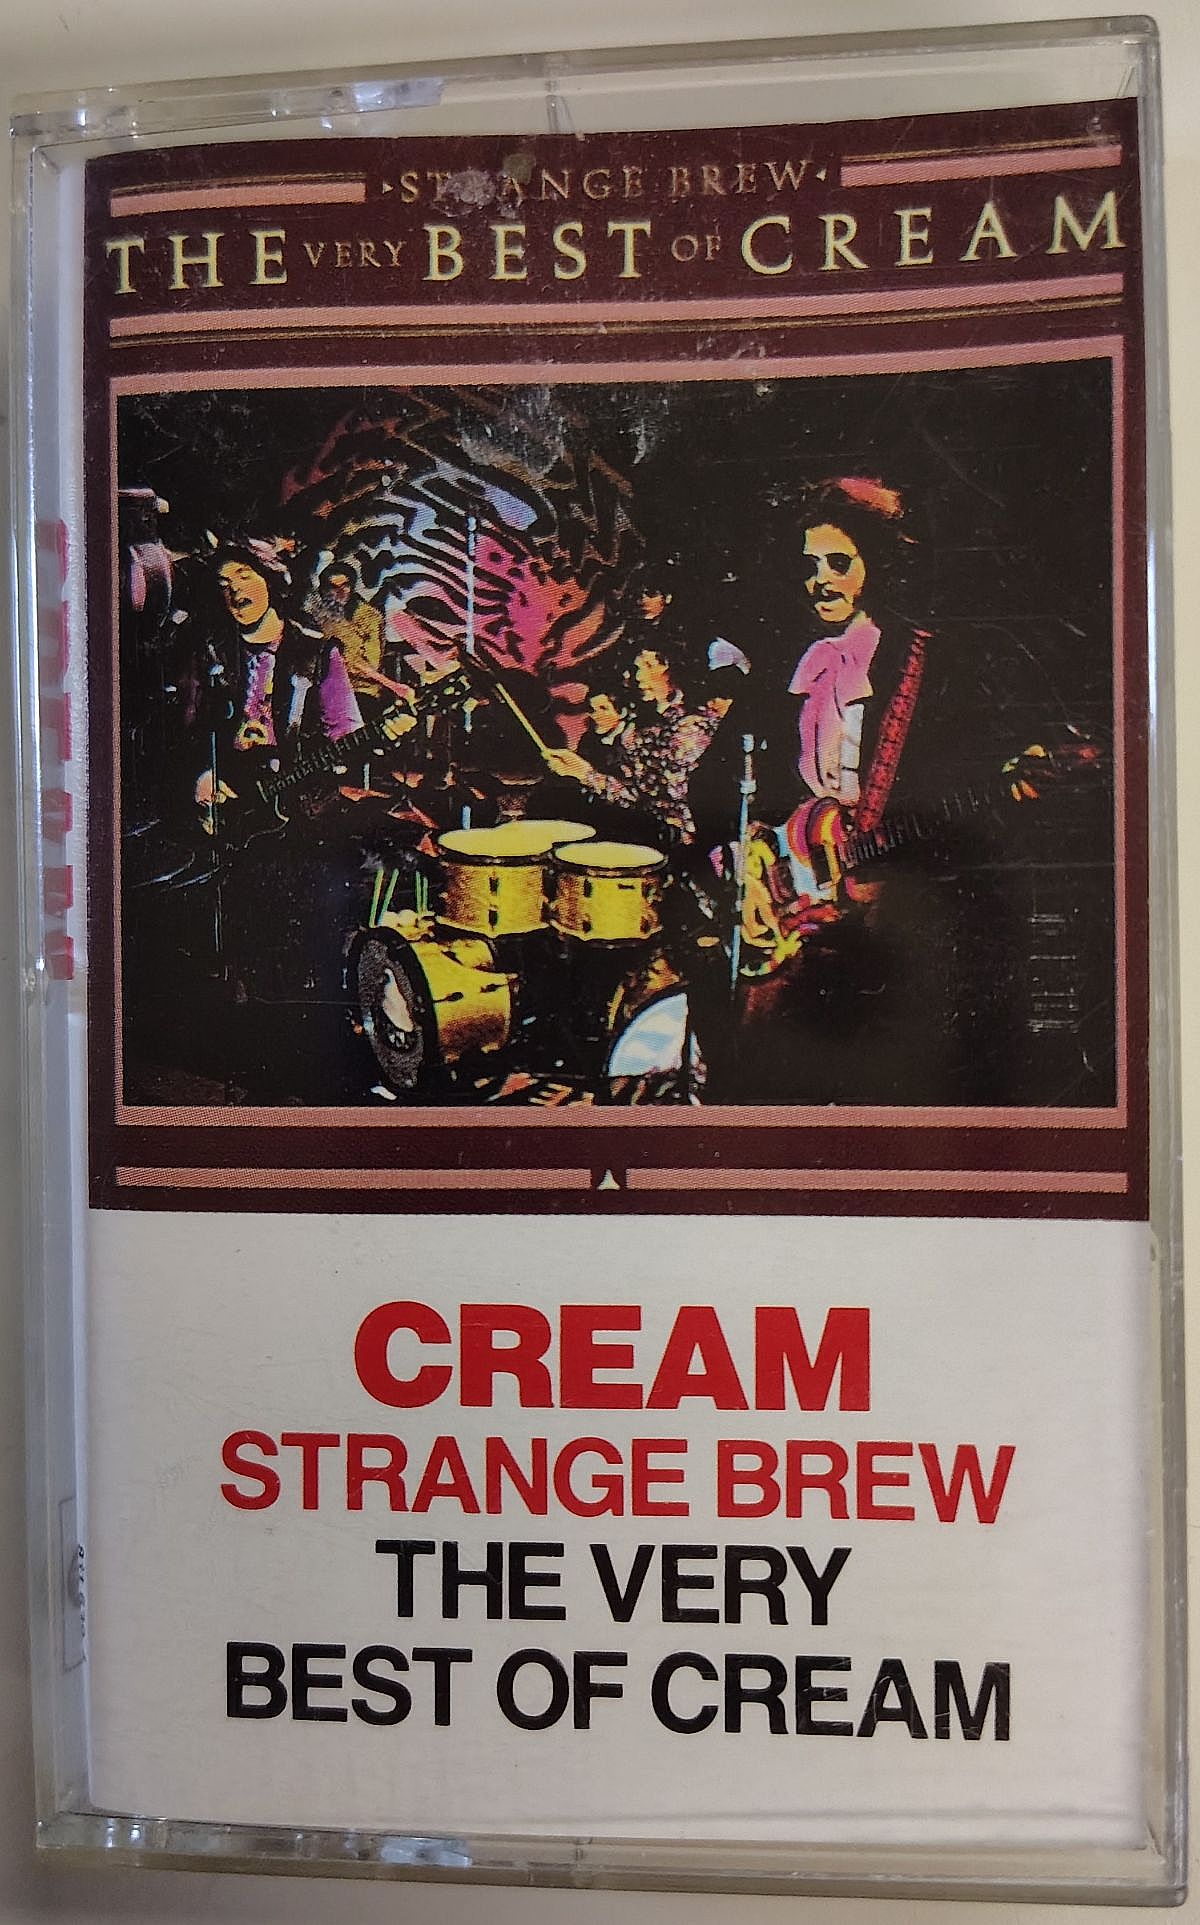 STRANGE BREW
THE VERY BEST OF CREAM
CREAM
STRANGE BREW
THE VERY
BEST OF CREAM